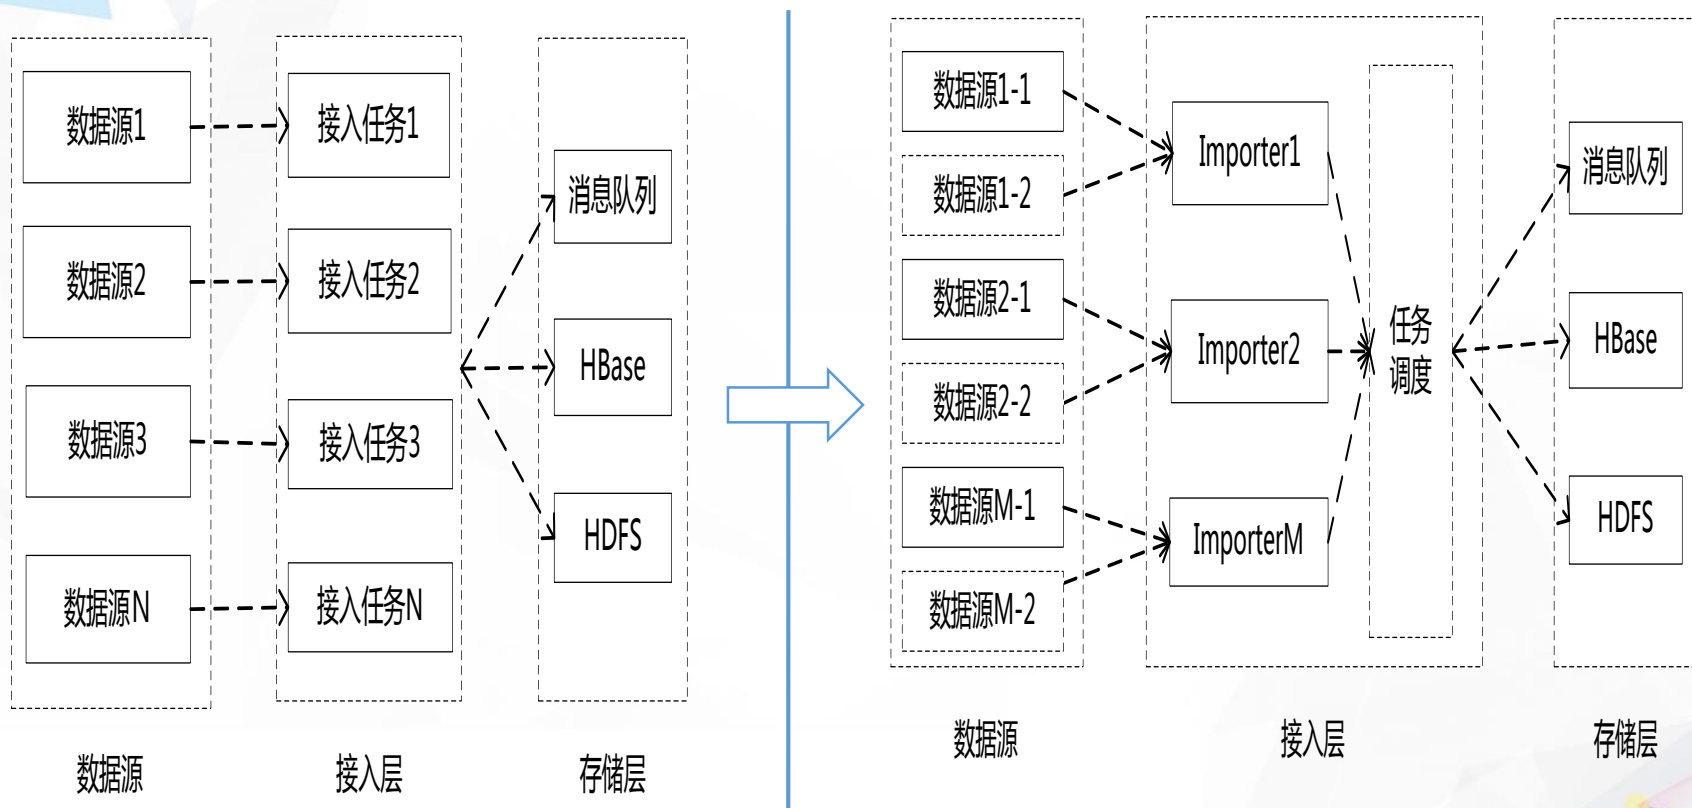 数据源1
数据源2
数据源3
数据源N
数据源
接入任务1
接入任务2
接入任务3
接入任务N
接入层
消息队列
HBase
HDFS
存储层
数据源1-1
数据源1-2
数据源2-1
数据源2-2
数据源M-1
数据源M-2
数据源
Importer1
Importer2
ImporterM
任务
调度
接入层
消息队列
HBase
HDFS
存储层